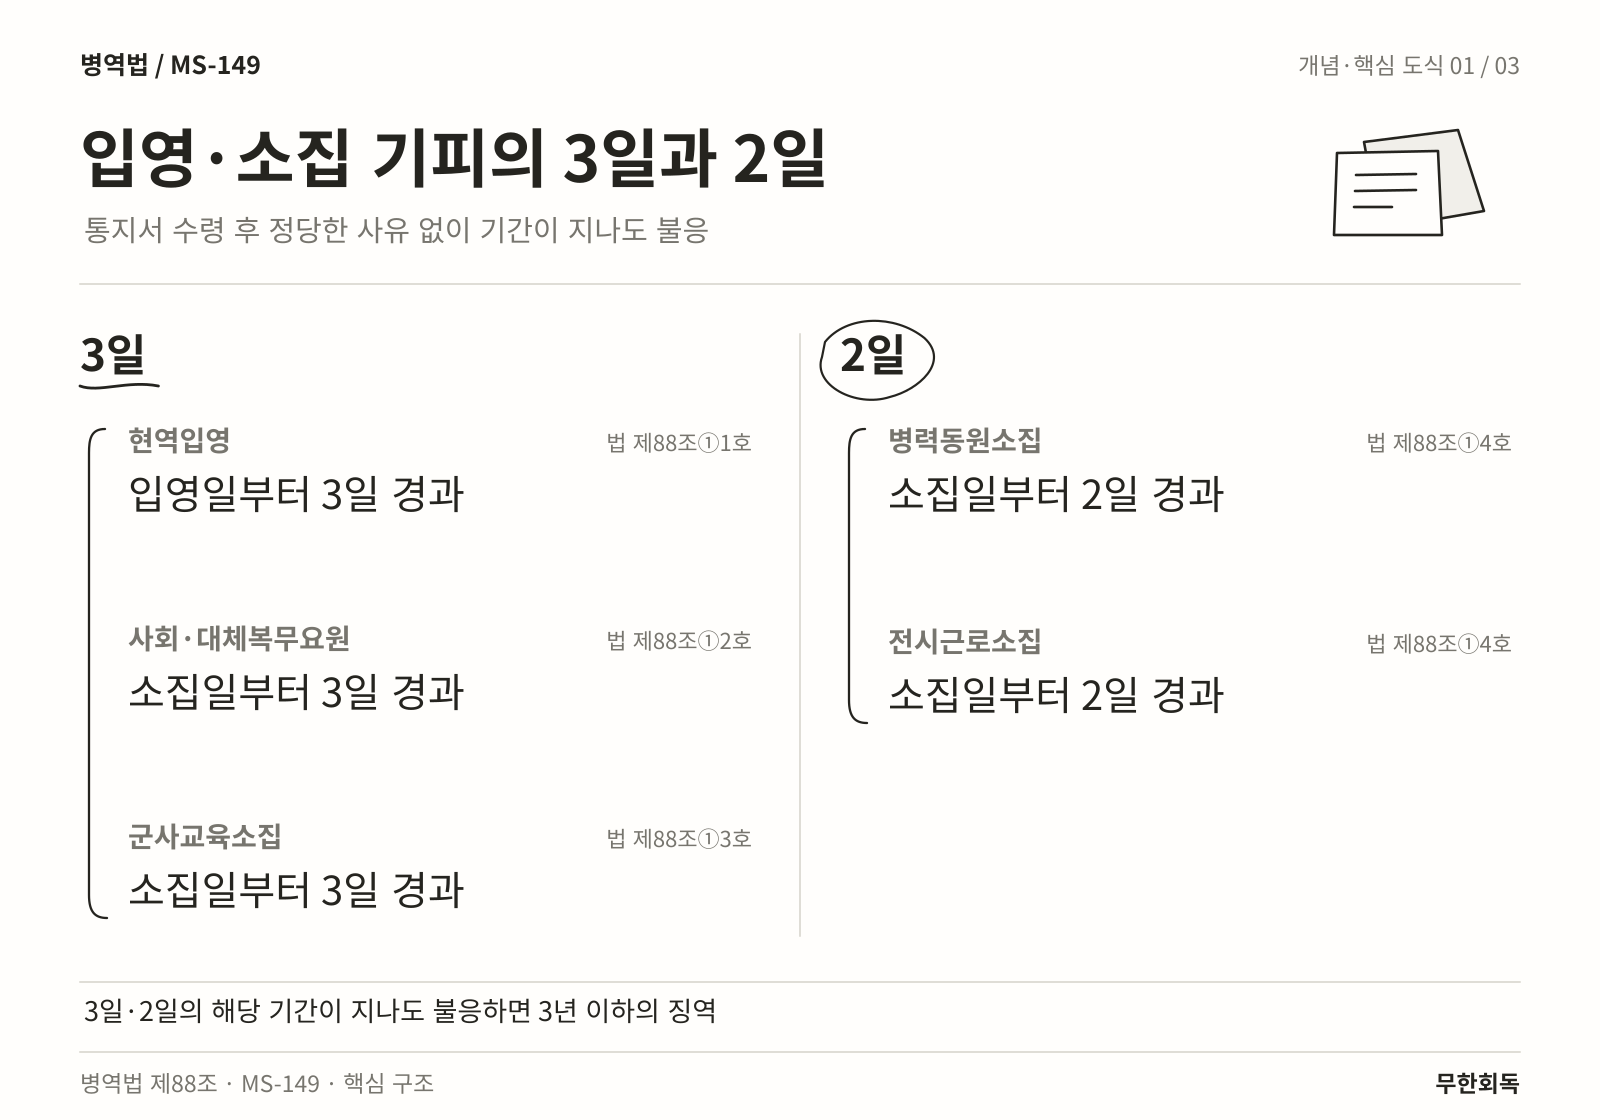 병역법 / MS-149
개념·핵심 도식 01 / 03
입영·소집 기피의 3일과 2일
통지서 수령 후 정당한 사유 없이 기간이 지나도 불응
3일
현역입영
법 제88조①1호
입영일부터 3일 경과
사회·대체복무요원
법 제88조①2호
소집일부터 3일 경과
군사교육소집
법 제88조①3호
소집일부터 3일 경과
2일
병력동원소집
법 제88조①4호
소집일부터 2일 경과
전시근로소집
법 제88조①4호
소집일부터 2일 경과
3일·2일의 해당 기간이 지나도 불응하면 3년 이하의 징역
병역법 제88조 · MS-149 · 핵심 구조
무한회독